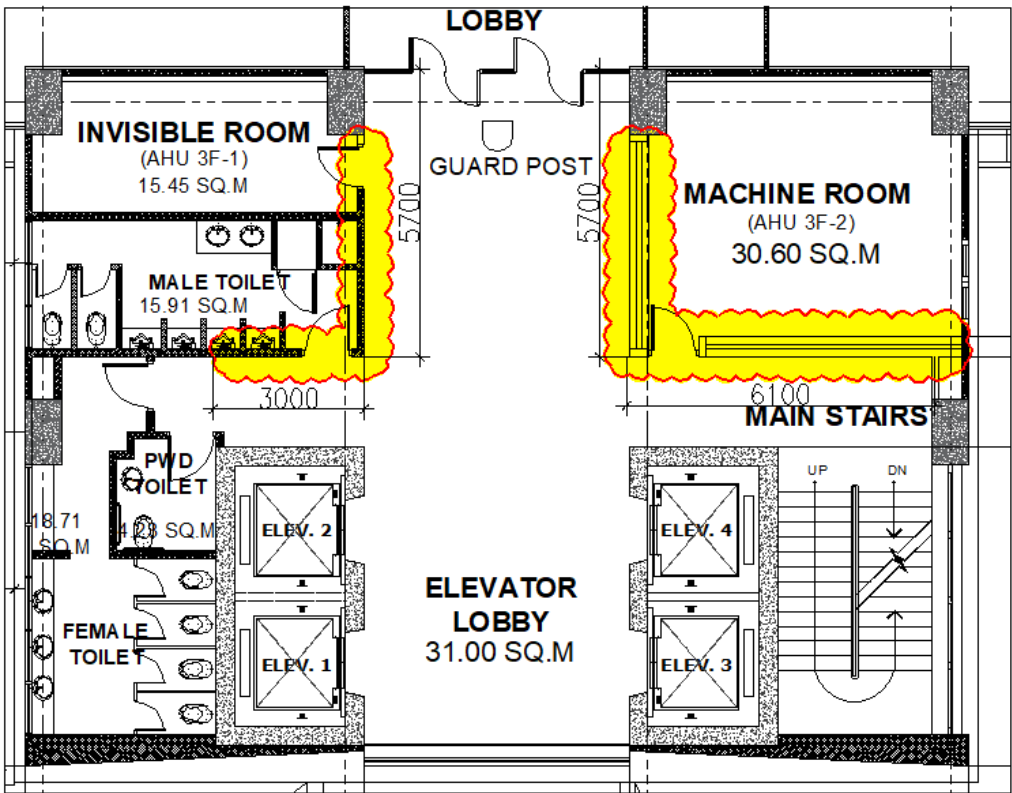 LOBBY
INVISIBLE ROOM
(AHU 3F-1)
15.45 SQ.M
GUARD POST
5700
5700
MACHINE ROOM
(AHU 3F-2)
30.60 SQ.M
MALE TOILET
15.91 SQ.M
3000
6100
MAIN STAIRS
PWD
TOILET
4.28 SQ.M
18.71
SQ.M
UP
DN
ELEV. 2
ELEV. 4
ELEVATOR
LOBBY
31.00 SQ.M
FEMALE
TOILET
ELEV. 1
ELEV. 3